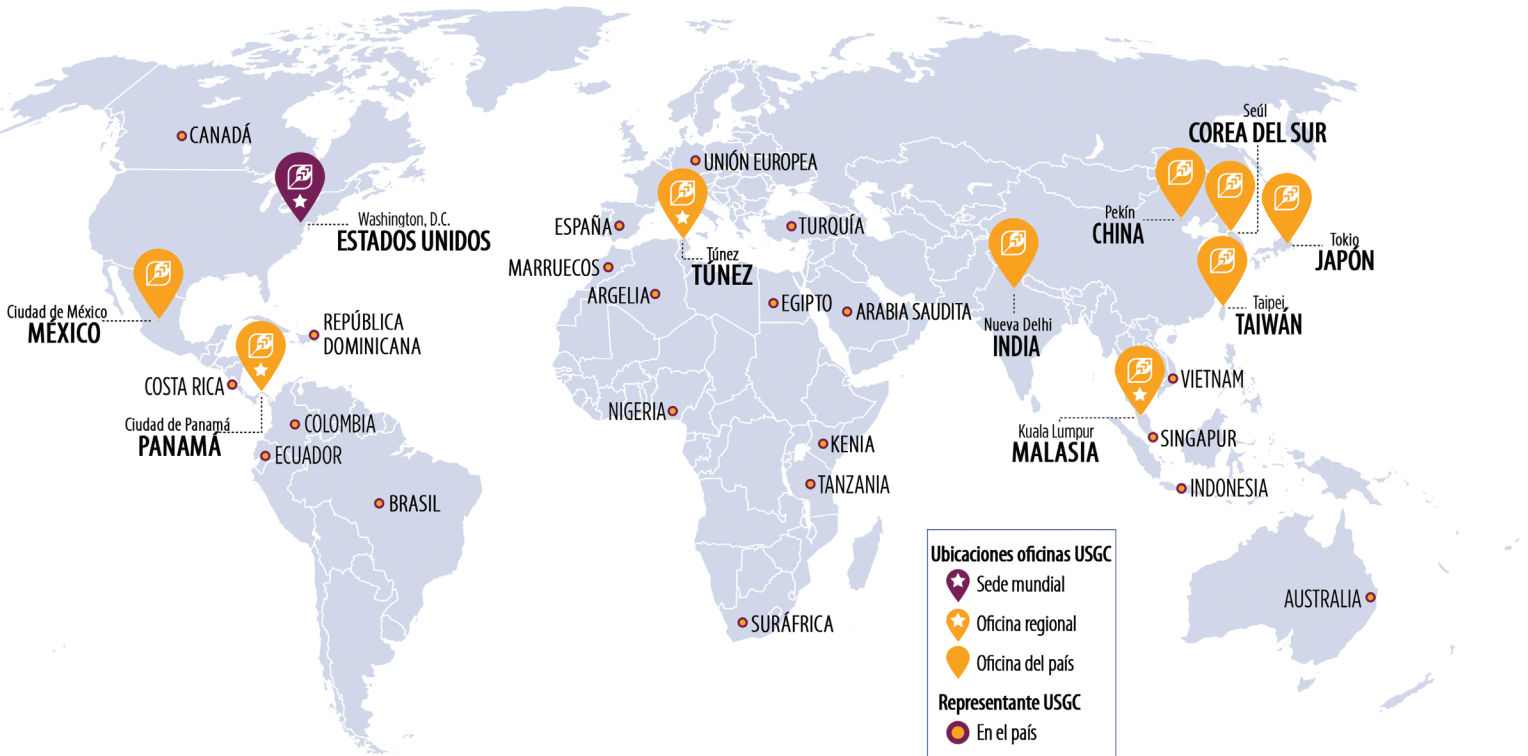 CANADÁ
Washington, D.C.
ESTADOS UNIDOS
Ciudad de México
MÉXICO
REPÚBLICA
DOMINICANA
COSTA RICA
Ciudad de Panamá
PANAMÁ
COLOMBIA
ECUADOR
BRASIL
UNIÓN EUROPEA
ESPAÑA
TURQUÍA
MARRUECOS
Túnez
TÚNEZ
ARGELIA
EGIPTO
ARABIA SAUDITA
NIGERIA
KENIA
TANZANIA
SURÁFRICA
Seúl
COREA DEL SUR
Pekín
CHINA
Tokio
JAPÓN
Taipei
TAIWÁN
Nueva Delhi
INDIA
VIETNAM
Kuala Lumpur
MALASIA
SINGAPUR
INDONESIA
AUSTRALIA
Ubicaciones oficinas USGC
Sede mundial
Oficina regional
Oficina del país
Representante USGC
En el país